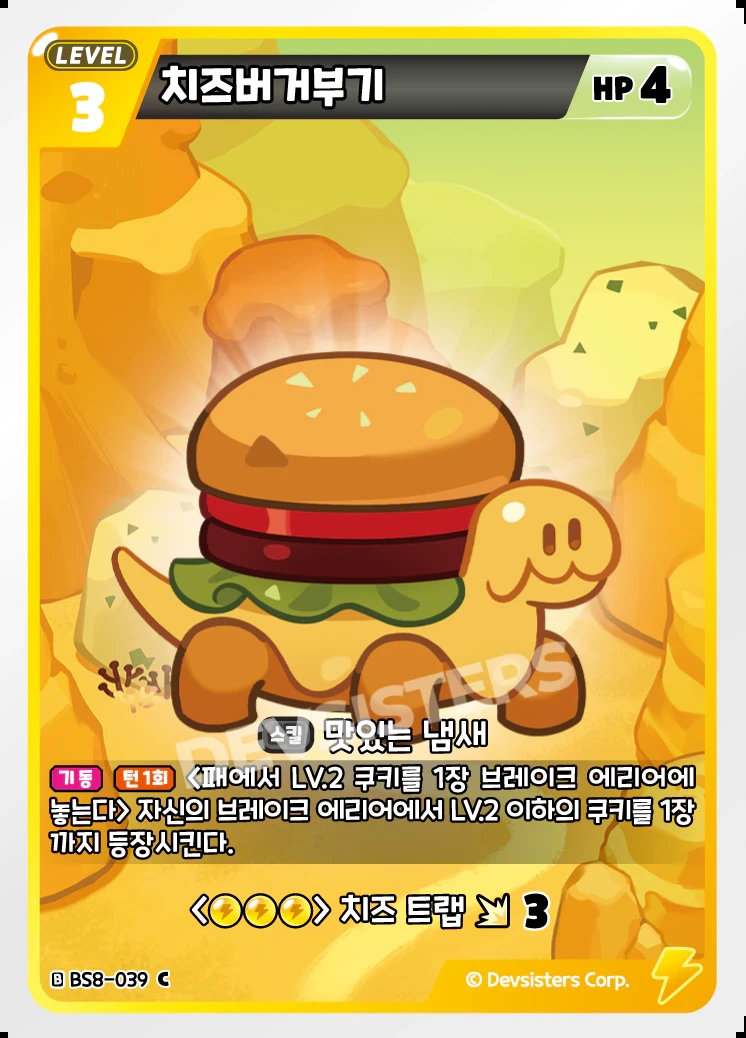 LEVEL
3
치즈버거부기
HP 4
DEVSISTERS
스킬 맛있는 냄새
기동 턴1회 <패에서 LV.2 쿠키를 1장 브레이크 에리어에
놓는다> 자신의 브레이크 에리어에서 LV.2 이하의 쿠키를 1장
까지 등장시킨다.
< > 치즈 트랩 3
B BS8-039 C
© Devsisters Corp.